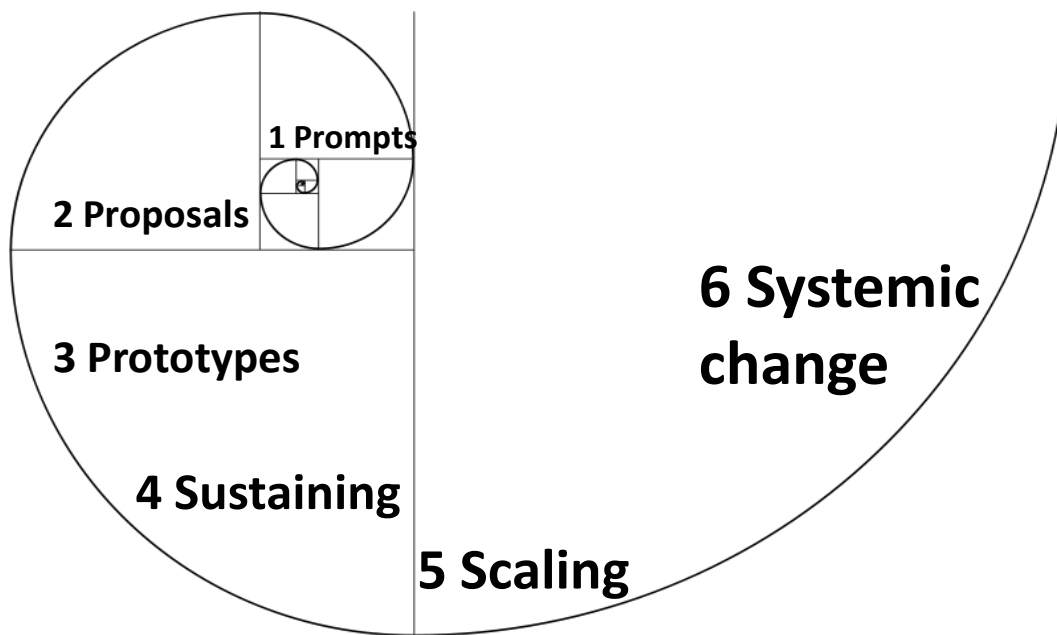 1 Prompts
2 Proposals
3 Prototypes
4 Sustaining
5 Scaling
6 Systemic
change